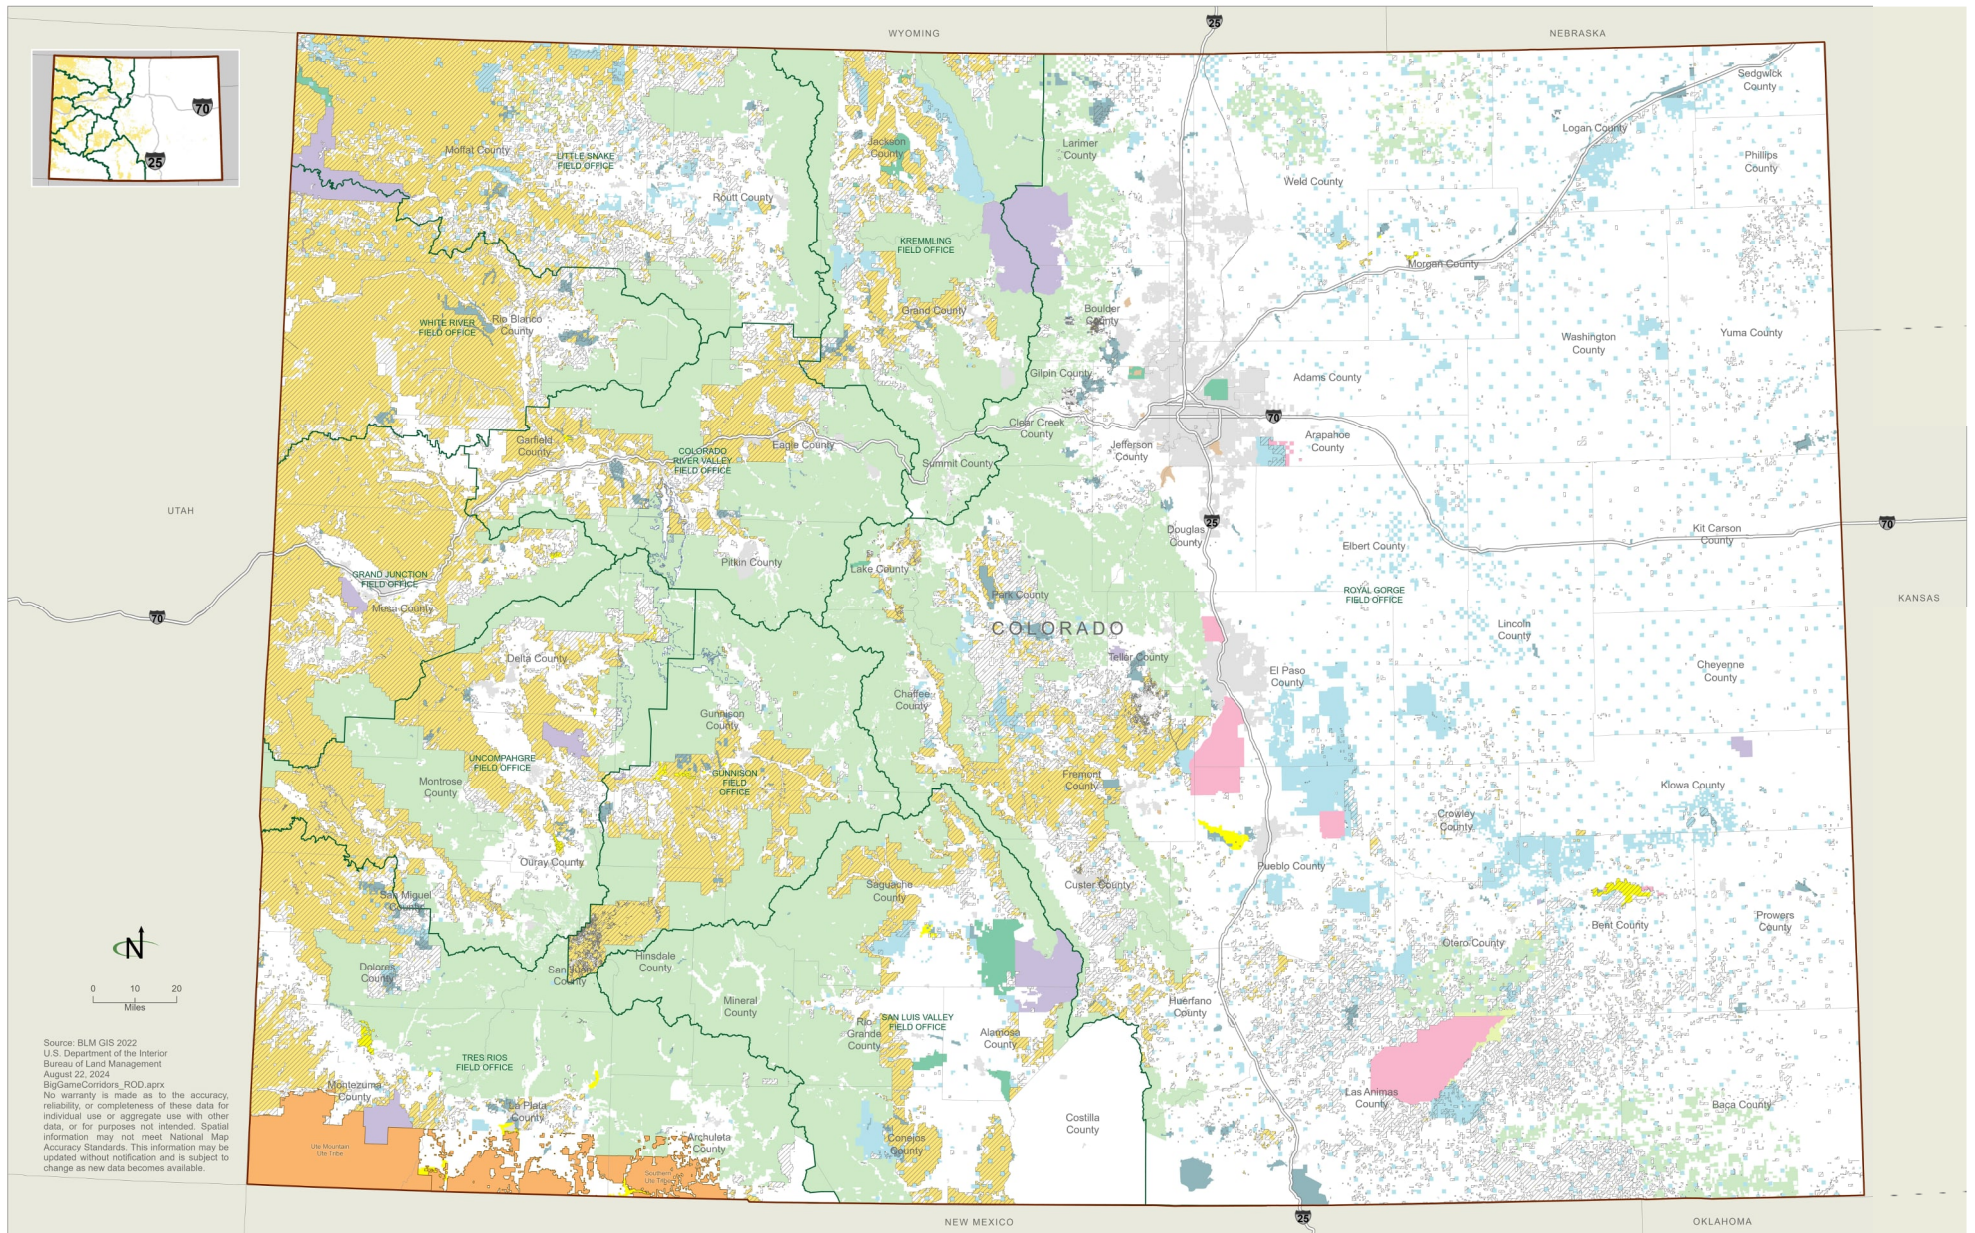 25
WYOMING
NEBRASKA
Sedgwick
County
70
25
Logan County
Jackson
County
Larimer
County
Moffat County
LITTLE SNAKE
FIELD OFFICE
Phillips
County
Weld County
Routt County
KREMMLING
FIELD OFFICE
Morgan County
Grand County
Boulder
County
WHITE RIVER
FIELD OFFICE
Rio Blanco
County
Washington
County
Yuma County
Gilpin County
Adams County
70
Clear Creek
County
Garfield
County
Eagle County
Jefferson
County
Arapahoe
County
COLORADO
RIVER VALLEY
FIELD OFFICE
Summit County
UTAH
25
70
Douglas
County
Kit Carson
County
Elbert County
Pitkin County
Lake County
GRAND JUNCTION
FIELD OFFICE
Mesa County
Park County
ROYAL GORGE
FIELD OFFICE
KANSAS
70
COLORADO
Lincoln
County
Delta County
Teller County
El Paso
County
Cheyenne
County
Chaffee
County
Gunnison
County
UNCOMPAHGRE
FIELD OFFICE
GUNNISON
FIELD
OFFICE
Montrose
County
Fremont
County
Kiowa County
Crowley
County
Ouray County
Pueblo County
Saguache
County
Custer County
San Miguel
County
Prowers
County
Bent County
N
Otero County
Hinsdale
County
Dolores
County
San Juan
County
0 10 20
Miles
Mineral
County
Huerfano
County
Rio
Grande
County
SAN LUIS VALLEY
FIELD OFFICE
Alamosa
County
Source: BLM GIS 2022
U.S. Department of the Interior
Bureau of Land Management
August 22, 2024
BigGameCorridors_ROD.aprx
No warranty is made as to the accuracy,
reliability, or completeness of these data for
individual use or aggregate use with other
data, or for purposes not intended. Spatial
information may not meet National Map
Accuracy Standards. This information may be
updated without notification and is subject to
change as new data becomes available.
TRES RIOS
FIELD OFFICE
Montezuma
County
La Plata
County
Las Animas
County
Baca County
Costilla
County
Archuleta
County
Conejos
County
Ute Mountain
Ute Tribe
Southern
Ute Tribe
NEW MEXICO
25
OKLAHOMA